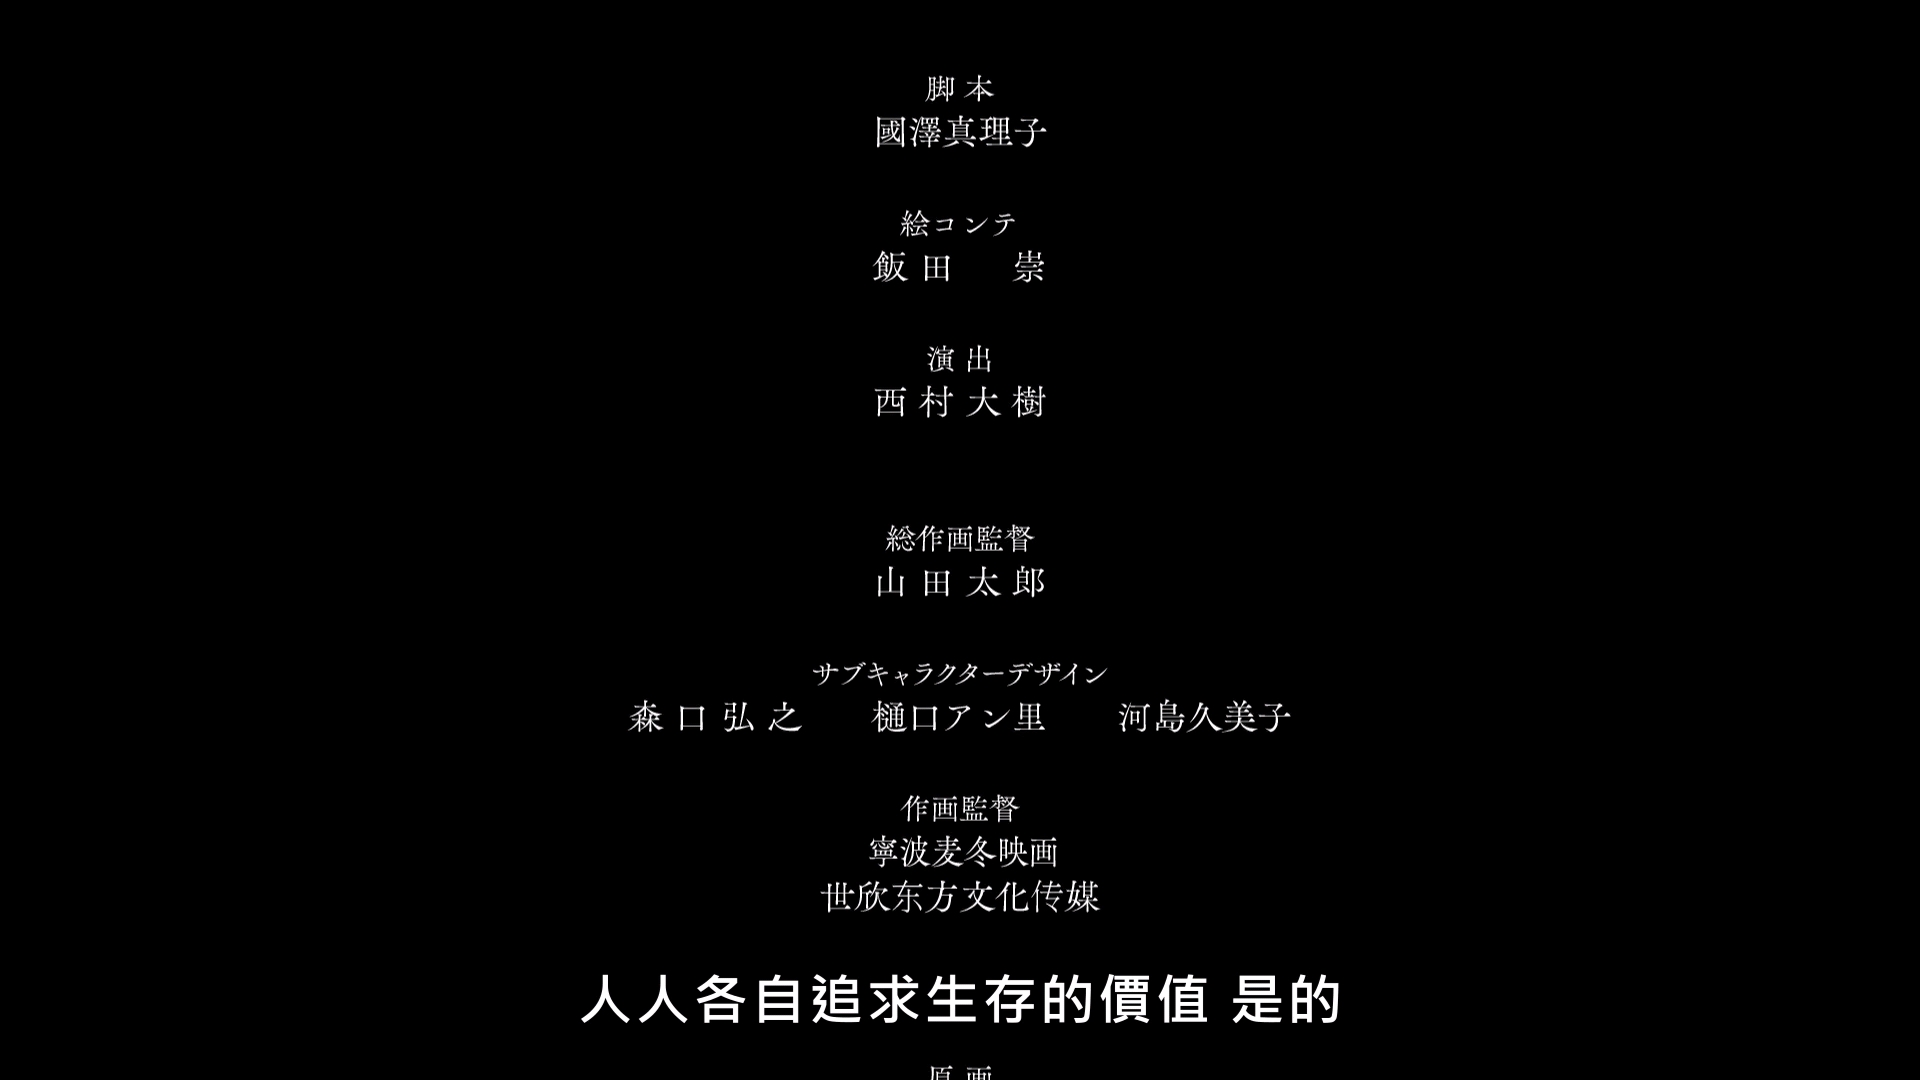 脚本
國澤真理子
絵コンテ
飯田 崇
演出
西村大樹
総作画監督
山田太郎
サブキャラクターデザイン
森口弘之 樋口アン里 河島久美子
作画監督
寧波麦冬映画
世欣东方文化传媒
人人各自追求生存的價值 是的
原画